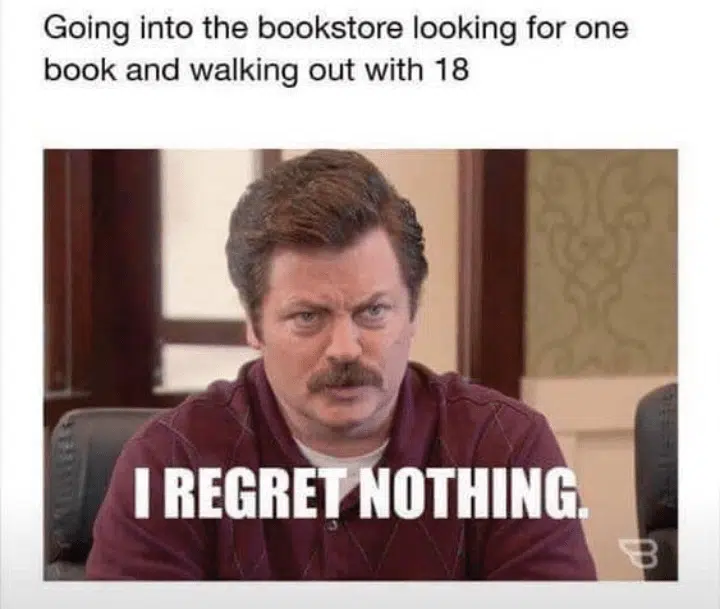 Going into the bookstore looking for one
book and walking out with 18
I REGRET NOTHING.